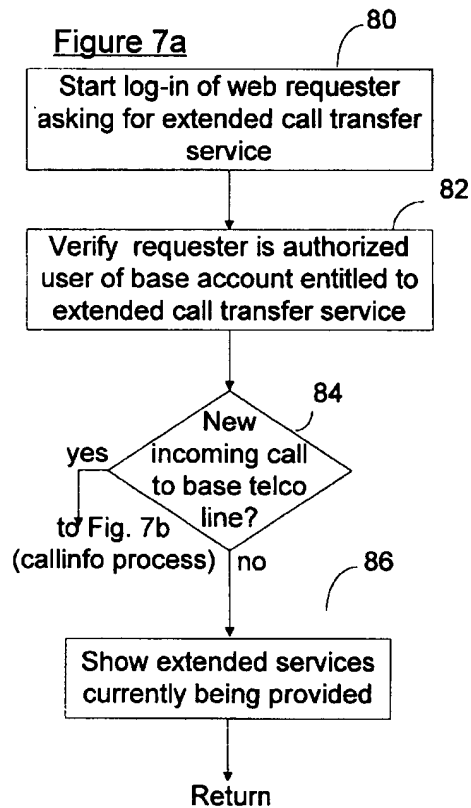 Figure 7a
80
Start log-in of web requester
asking for extended call transfer
service
82
Verify requester is authorized
user of base account entitled to
extended call transfer service
84
New
incoming call
to base telco
line?
yes
to Fig. 7b
(callinfo process)
no
86
Show extended services
currently being provided
Return